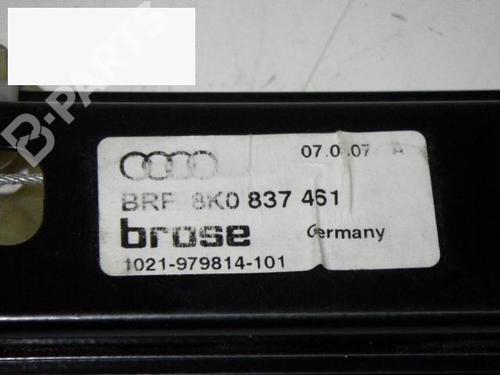 B-PARTS
07.0.07 A
BRF 8K0 837 461
brose Germany
1021-979814-101